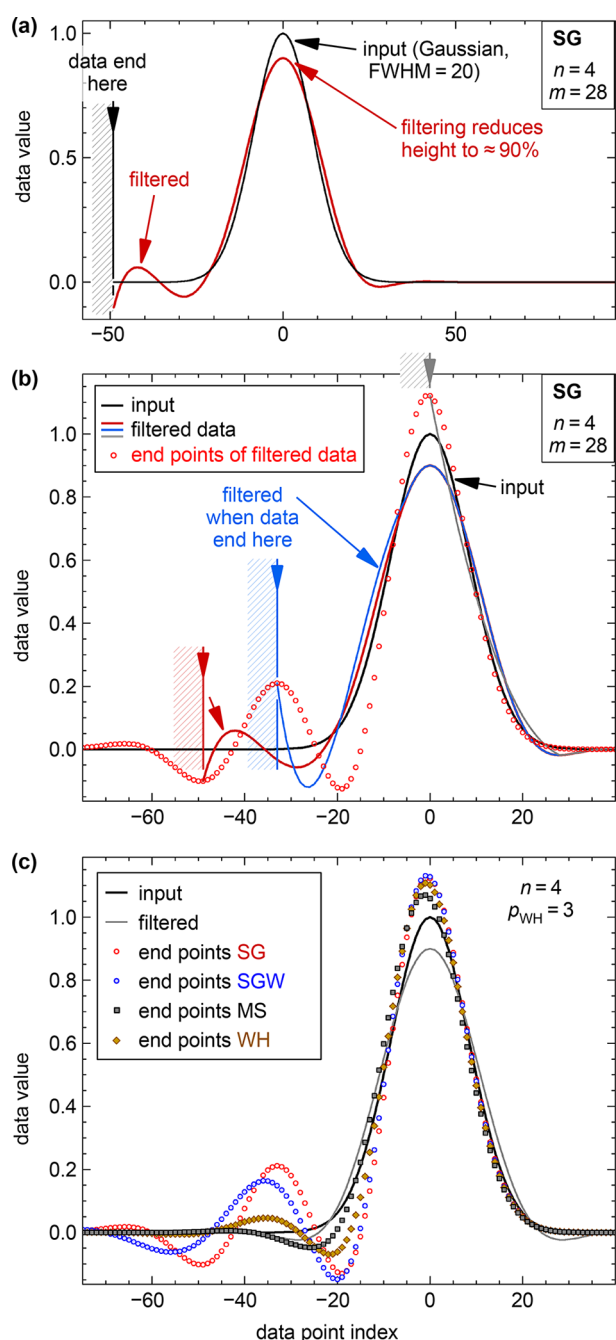 (a)
SG
n = 4
m = 28
data end
here
input (Gaussian,
FWHM = 20)
filtering reduces
height to ≈ 90%
filtered
data value
1.0
0.5
0.0
−50
0
50
(b)
SG
n = 4
m = 28
input
filtered data
end points of filtered data
input
filtered
when data
end here
data value
1.0
0.8
0.6
0.4
0.2
0.0
−60
−40
−20
0
20
(c)
input
filtered
end points SG
end points SGW
end points MS
end points WH
n = 4
pWH = 3
data value
1.0
0.8
0.6
0.4
0.2
0.0
−60
−40
−20
0
20
data point index